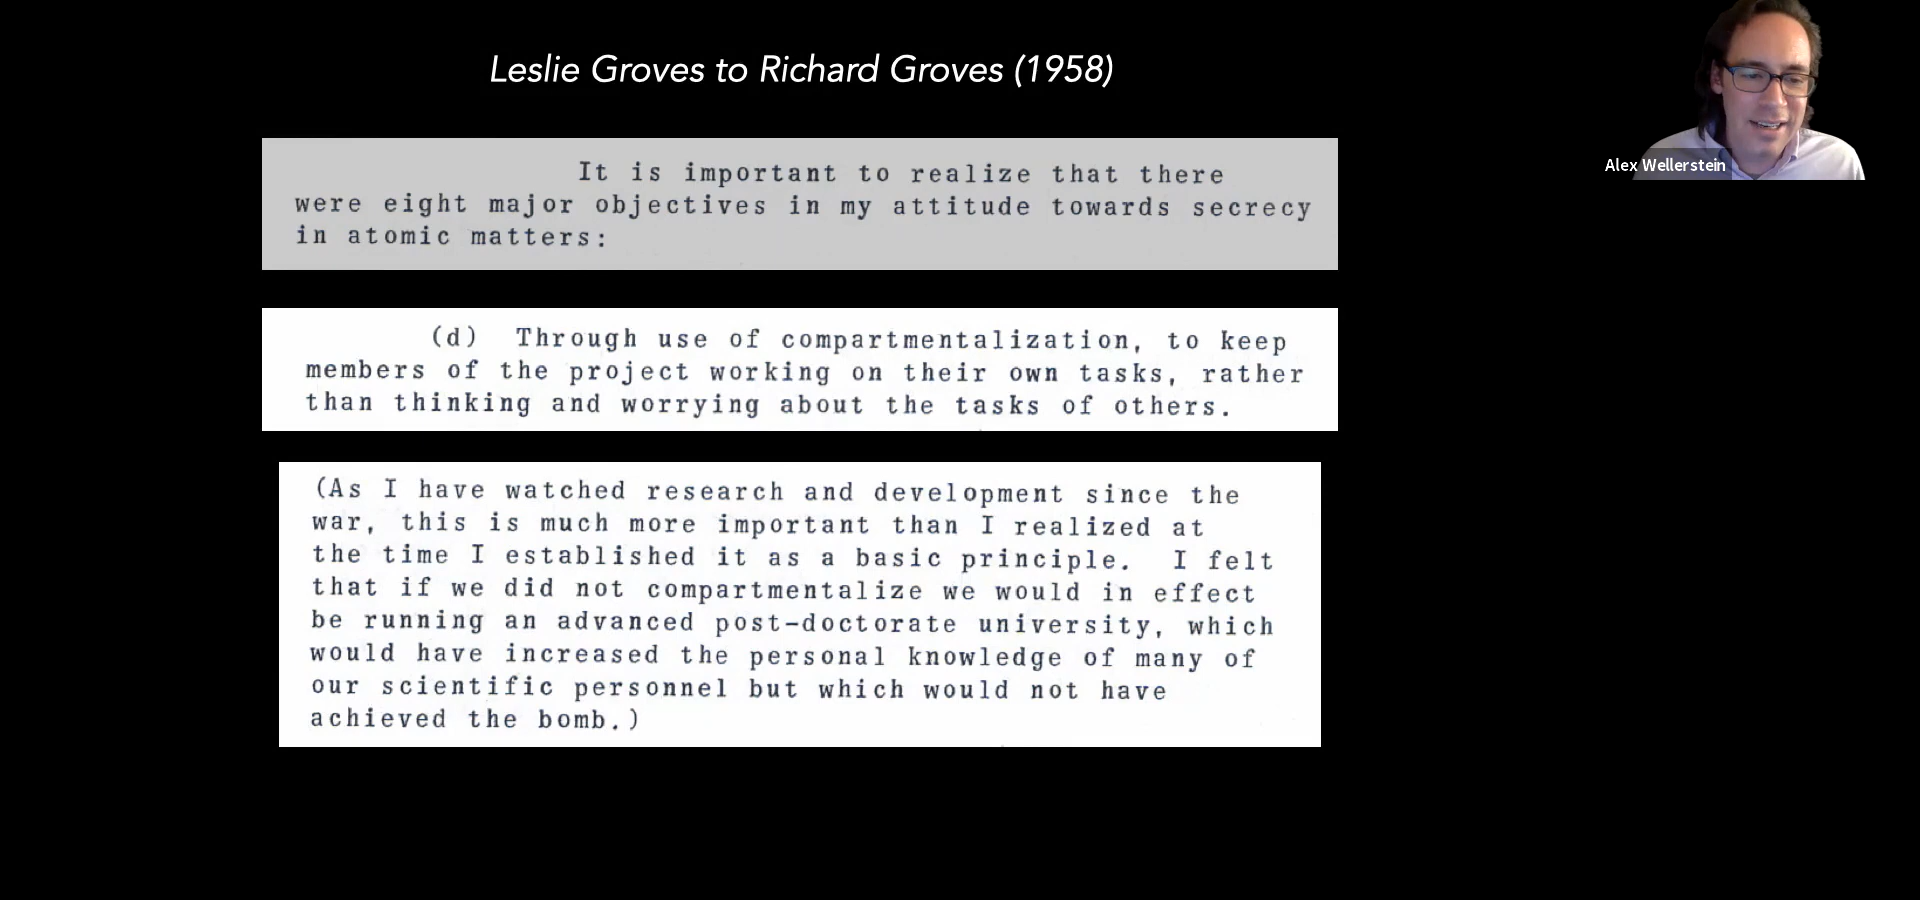 Leslie Groves to Richard Groves (1958)
Alex Wellerstein
It is important to realize that there
were eight major objectives in my attitude towards secrecy
in atomic matters:
(d) Through use of compartmentalization, to keep
members of the project working on their own tasks, rather
than thinking and worrying about the tasks of others.
(As I have watched research and development since the
war, this is much more important than I realized at
the time I established it as a basic principle. I felt
that if we did not compartmentalize we would in effect
be running an advanced post-doctorate university, which
would have increased the personal knowledge of many of
our scientific personnel but which would not have
achieved the bomb.)